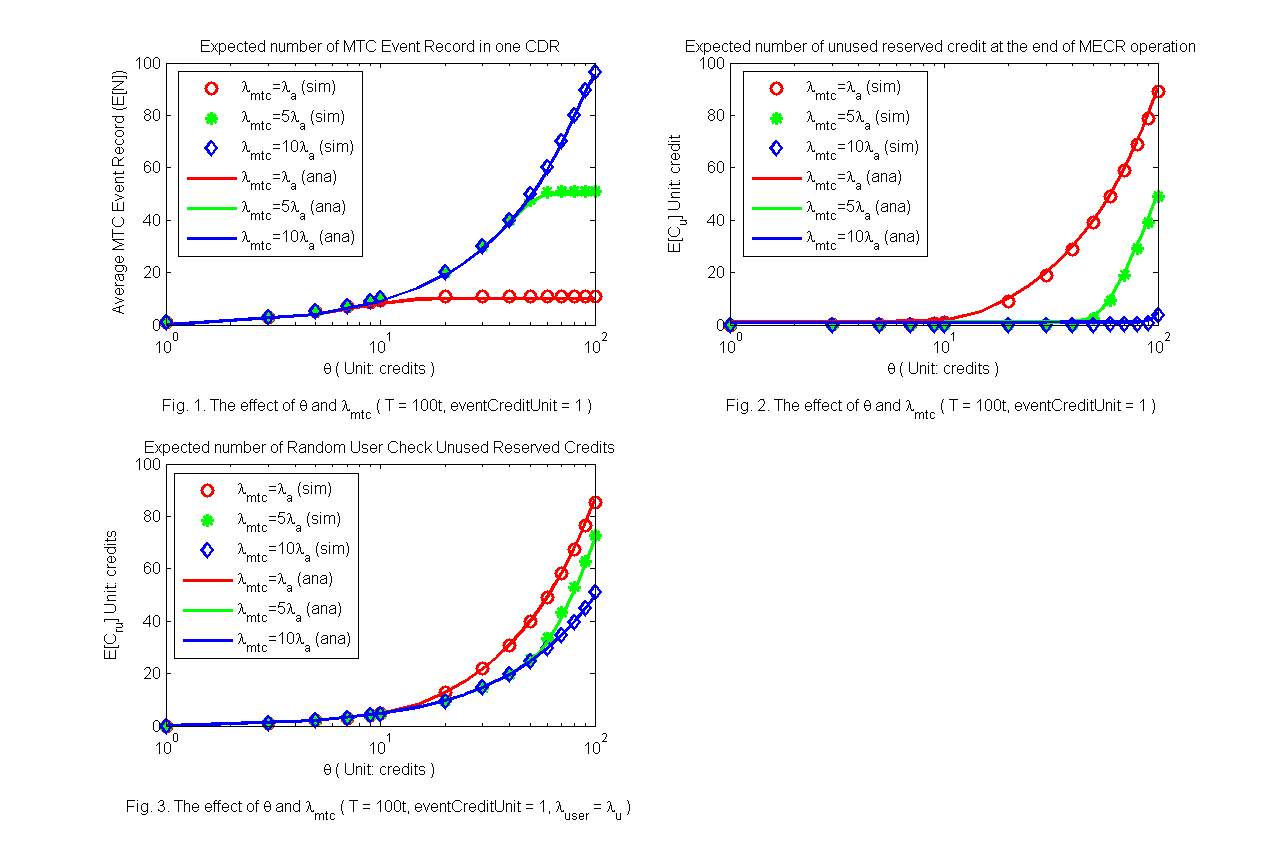 Expected number of MTC Event Record in one CDR
Average MTC Event Record (E[N])
100
80
60
40
20
0
λmtc=λa (sim)
λmtc=5λa (sim)
λmtc=10λa (sim)
λmtc=λa (ana)
λmtc=5λa (ana)
λmtc=10λa (ana)
10^0
10^1
10^2
θ ( Unit: credits )
Fig. 1. The effect of θ and λmtc ( T = 100t, eventCreditUnit = 1 )
Expected number of unused reserved credit at the end of MECR operation
E[Cu] Unit: credit
100
80
60
40
20
0
λmtc=λa (sim)
λmtc=5λa (sim)
λmtc=10λa (sim)
λmtc=λa (ana)
λmtc=5λa (ana)
λmtc=10λa (ana)
10^0
10^1
10^2
θ ( Unit: credits )
Fig. 2. The effect of θ and λmtc ( T = 100t, eventCreditUnit = 1 )
Expected number of Random User Check Unused Reserved Credits
E[Cru] Unit: credits
100
80
60
40
20
0
λmtc=λa (sim)
λmtc=5λa (sim)
λmtc=10λa (sim)
λmtc=λa (ana)
λmtc=5λa (ana)
λmtc=10λa (ana)
10^0
10^1
10^2
θ ( Unit: credits )
Fig. 3. The effect of θ and λmtc ( T = 100t, eventCreditUnit = 1, λuser = λu )